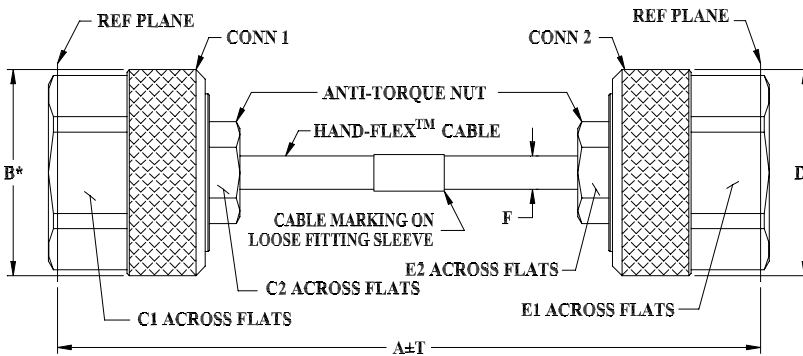 REF PLANE
CONN 1
CONN 2
REF PLANE
ANTI-TORQUE NUT
HAND-FLEX™ CABLE
B*
D
F
CABLE MARKING ON
LOOSE FITTING SLEEVE
E2 ACROSS FLATS
C2 ACROSS FLATS
E1 ACROSS FLATS
C1 ACROSS FLATS
A±T